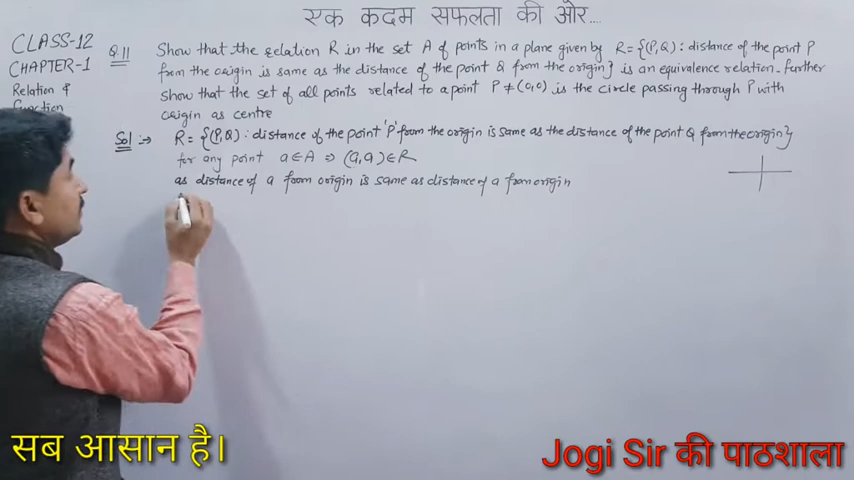 एक कदम सफलता की ओर....
CLASS-12
CHAPTER-1
Relation &
Function
Q.11 Show that the relation R in the set A of points in a plane given by R = {(P,Q) : distance of the point P
from the origin is same as the distance of the point Q from the origin} is an equivalence relation. further
show that the set of all points related to a point P ≠ (0,0) is the circle passing through P with
origin as centre
Sol :→ R = {(P,Q) : distance of the point 'P' from the origin is same as the distance of the point Q from the origin}
for any point a ∈ A ⇒ (a, a) ∈ R
as distance of a from origin is same as distance of a from origin
सब आसान है।
Jogi Sir की पाठशाला